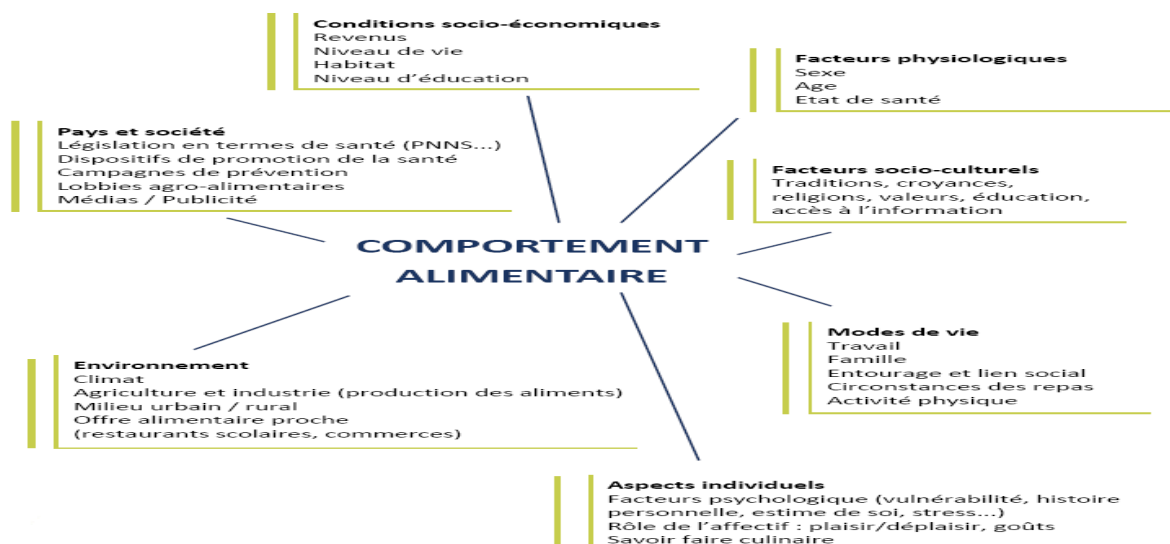 Conditions socio-économiques
Revenus
Niveau de vie
Habitat
Niveau d'éducation
Facteurs physiologiques
Sexe
Age
Etat de santé
Pays et société
Législation en termes de santé (PNNS...)
Dispositifs de promotion de la santé
Campagnes de prévention
Lobbies agro-alimentaires
Médias / Publicité
Facteurs socio-culturels
Traditions, croyances,
religions, valeurs, éducation,
accès à l'information
COMPORTEMENT
ALIMENTAIRE
Modes de vie
Travail
Famille
Entourage et lien social
Circonstances des repas
Activité physique
Environnement
Climat
Agriculture et industrie (production des aliments)
Milieu urbain / rural
Offre alimentaire proche
(restaurants scolaires, commerces)
Aspects individuels
Facteurs psychologique (vulnérabilité, histoire
personnelle, estime de soi, stress...)
Rôle de l'affectif : plaisir/déplaisir, goûts
Savoir faire culinaire